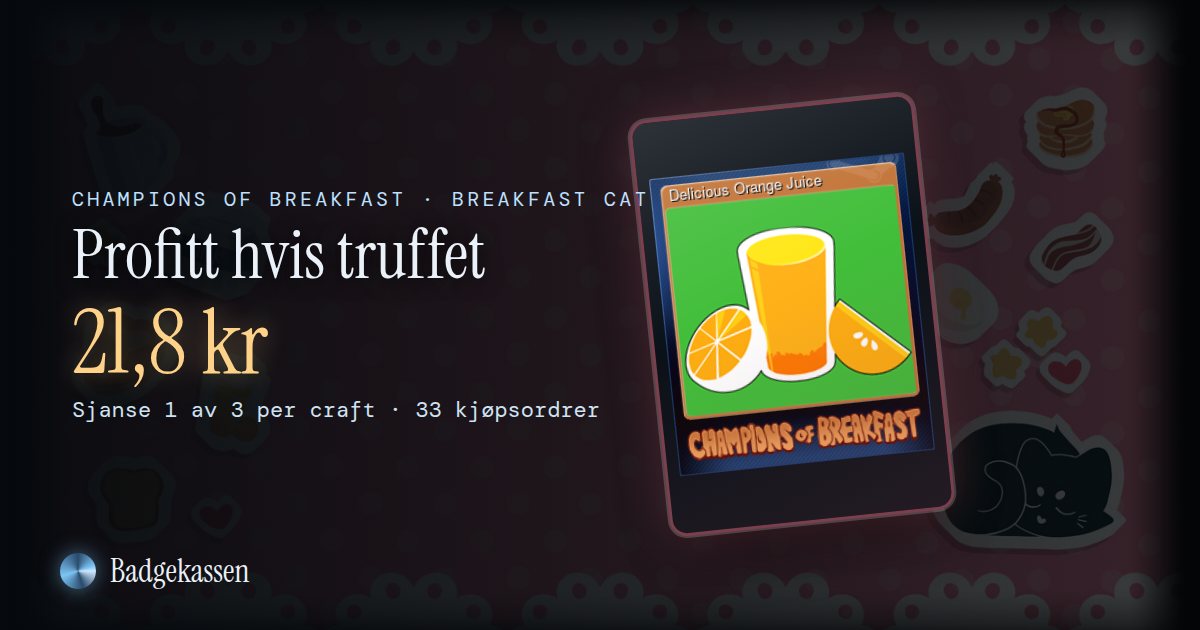 CHAMPIONS OF BREAKFAST · BREAKFAST CAT
Profitt hvis truffet
21,8 kr
Sjanse 1 av 3 per craft · 33 kjøpsordrer
Delicious Orange Juice
CHAMPIONS OF BREAKFAST
Badgekassen